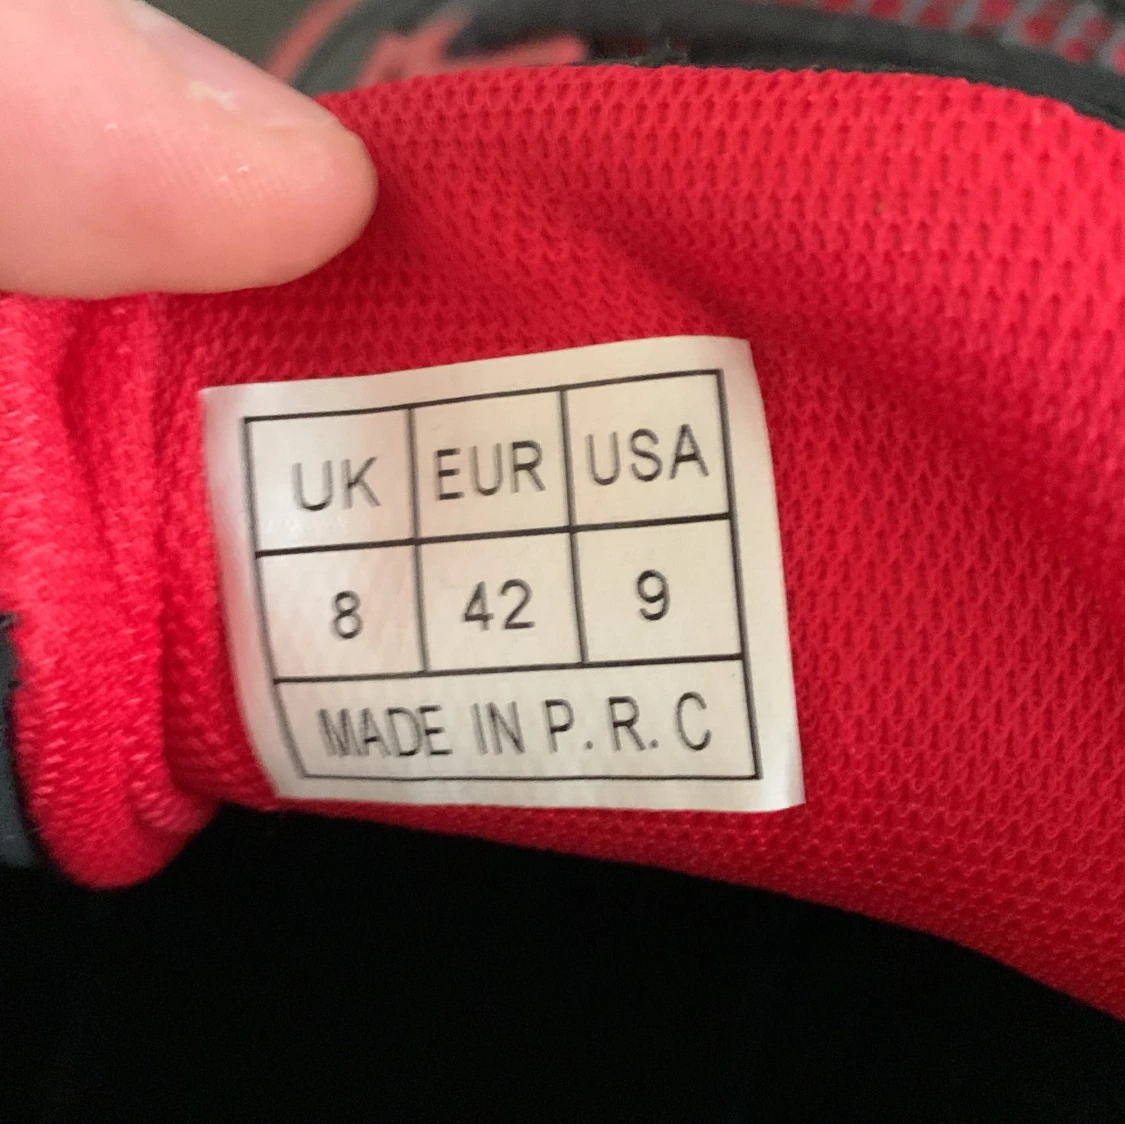 UK EUR USA
8 42 9
MADE IN P.R.C